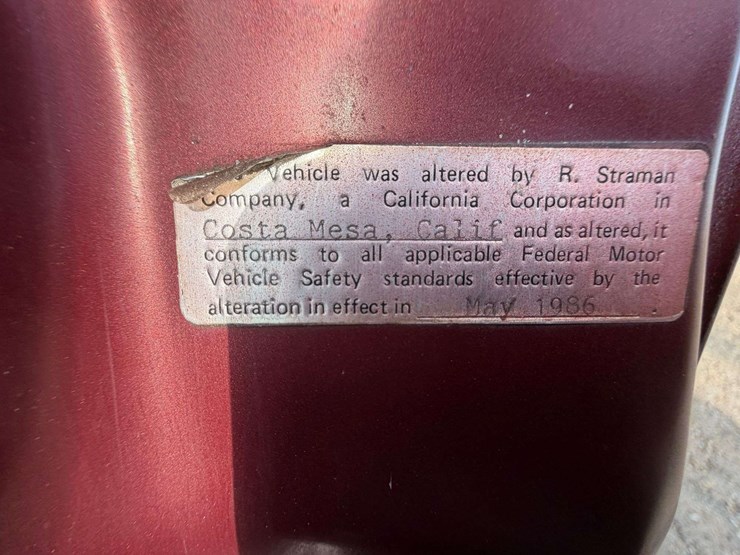 Vehicle was altered by R. Straman
Company, a California Corporation in
Costa Mesa, Calif and as altered, it
conforms to all applicable Federal Motor
Vehicle Safety standards effective by the
alteration in effect in May 1986.